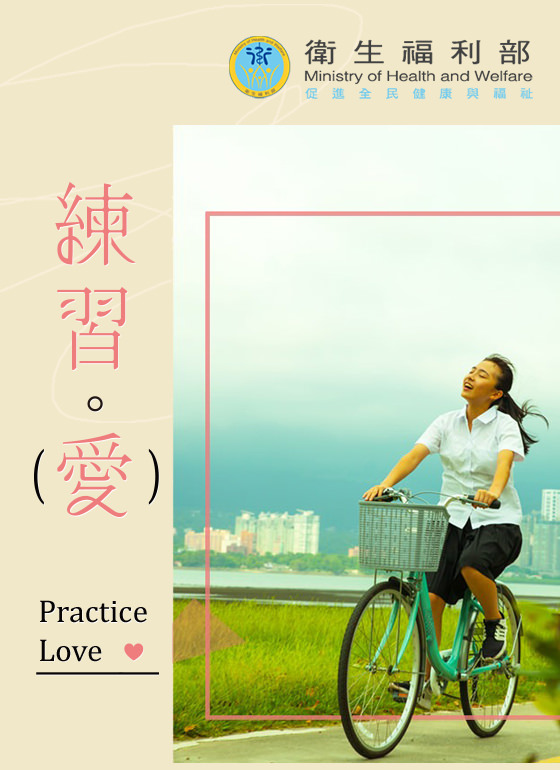 衛生福利部
Ministry of Health and Welfare
促進全民健康與福祉
練習。(愛)
Practice
Love